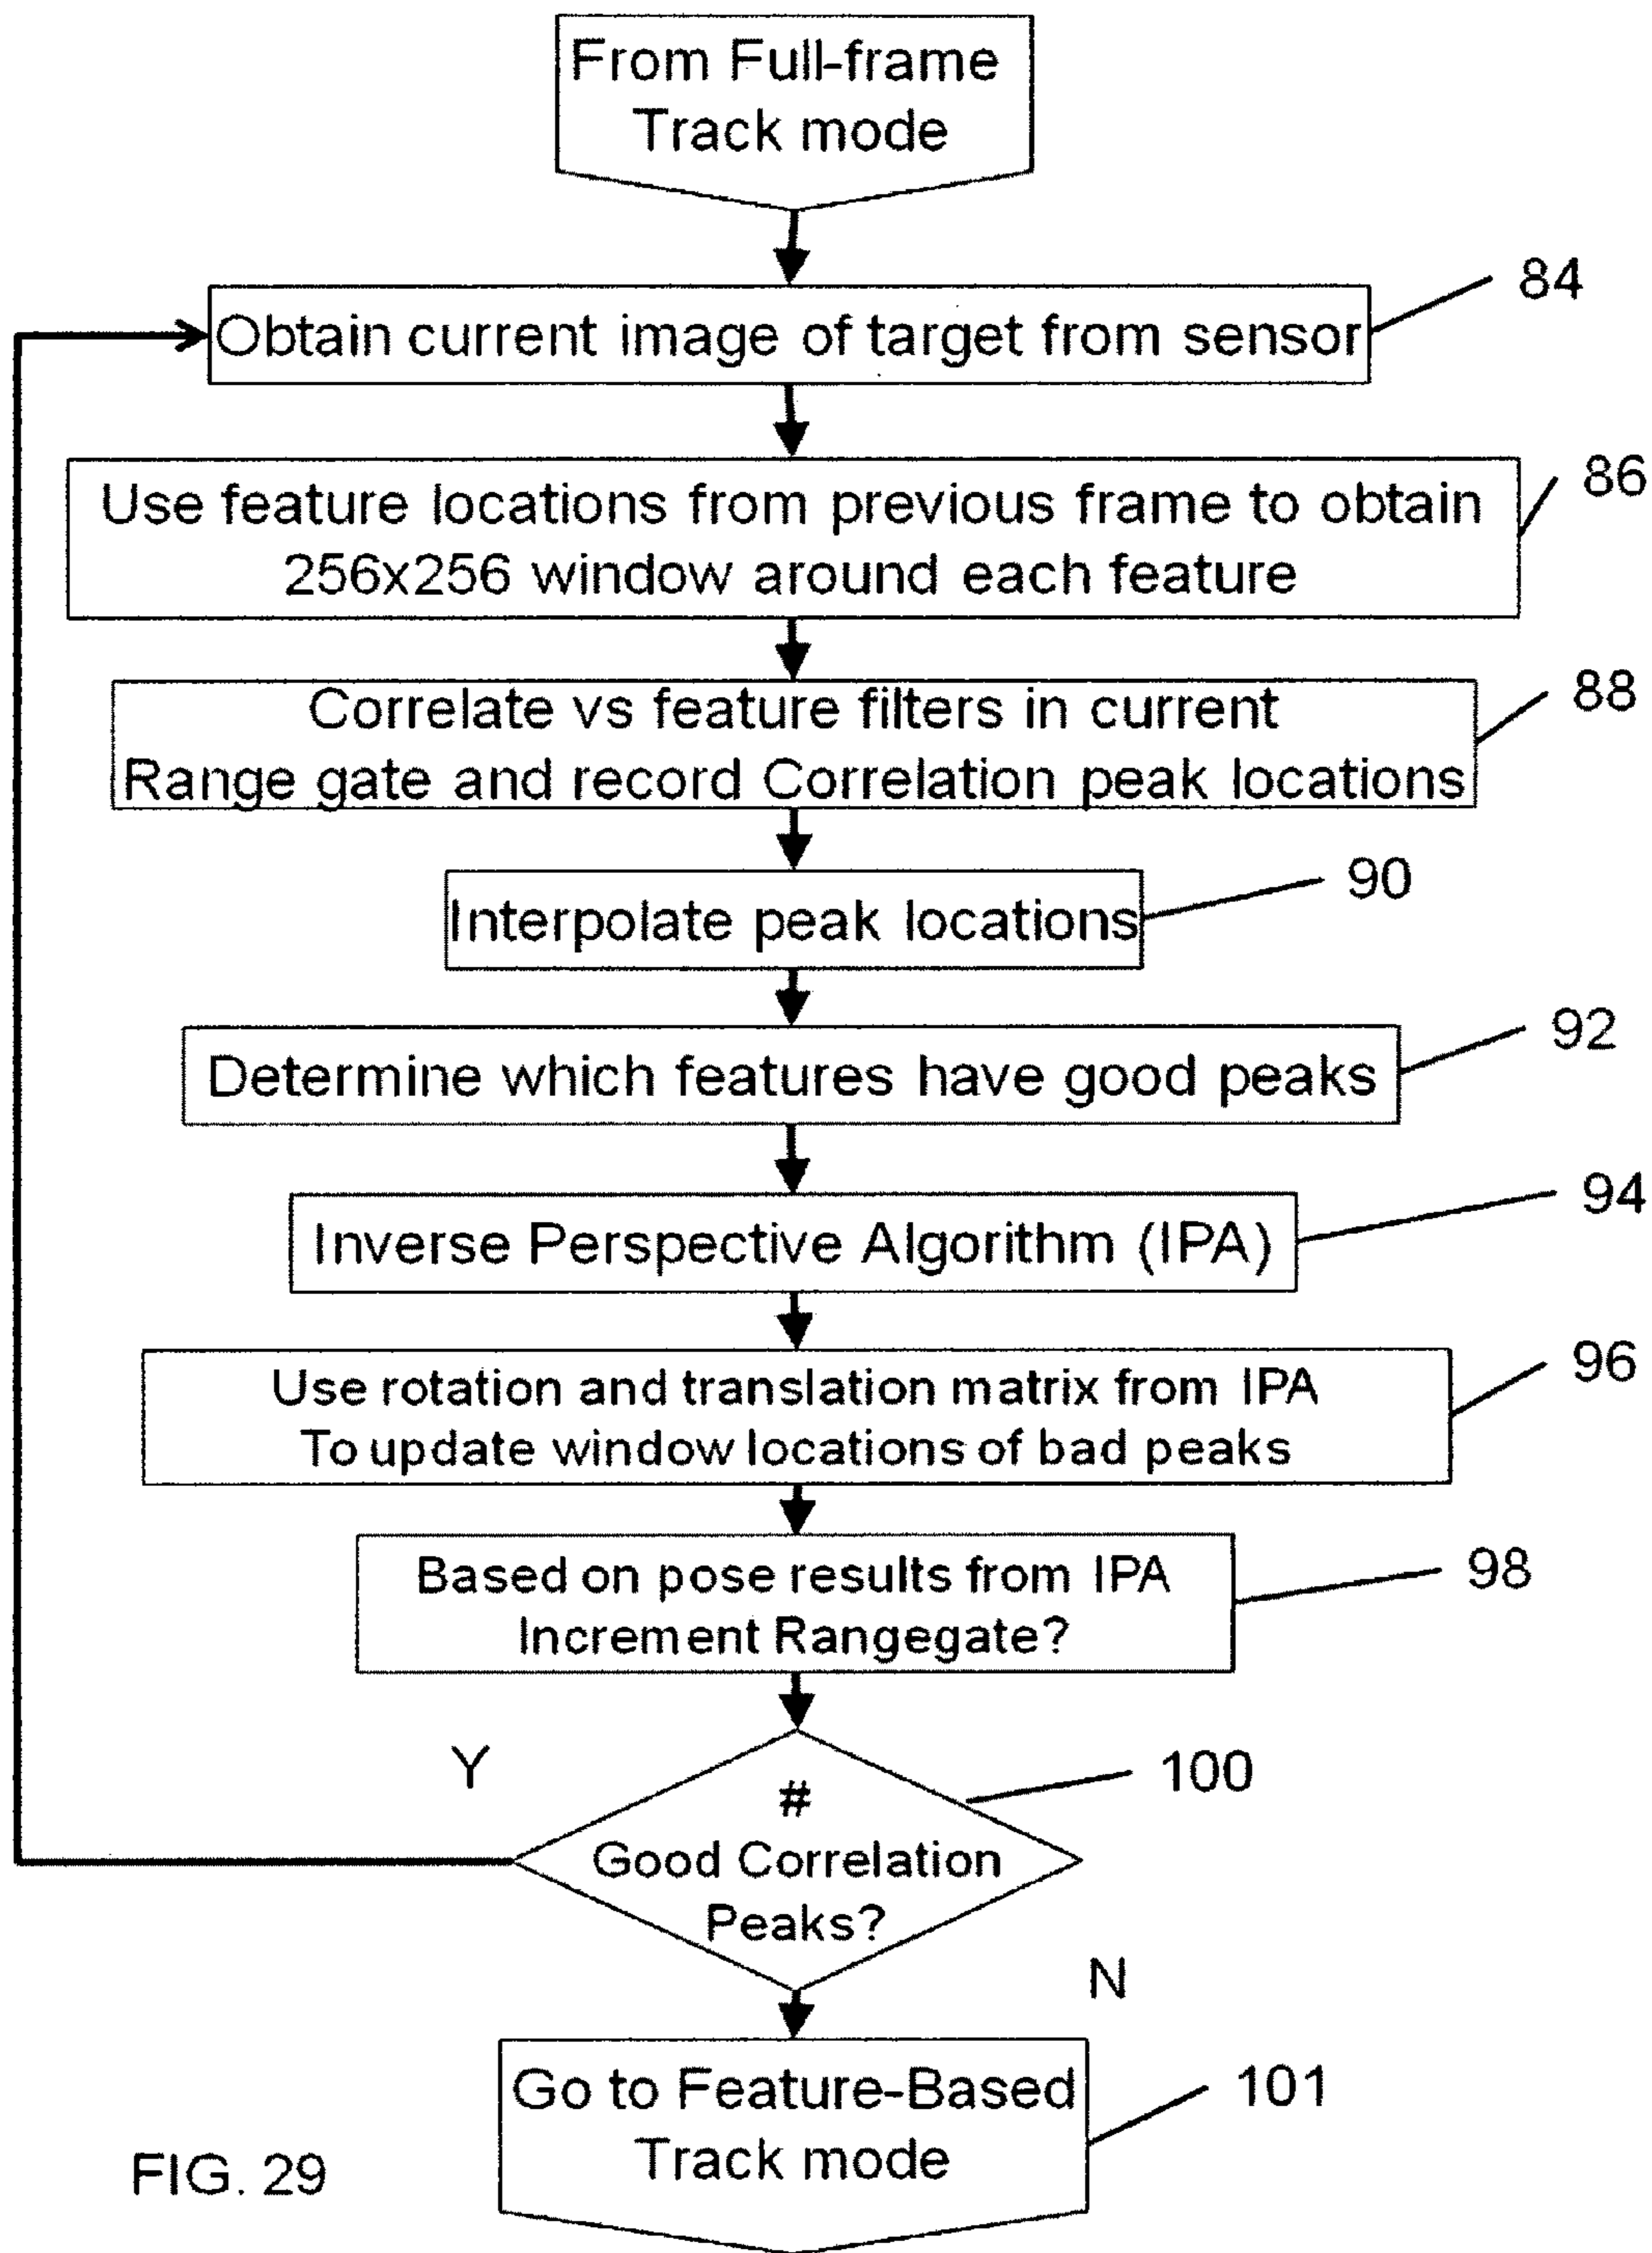 From Full-frame
Track mode
84
Obtain current image of target from sensor
86
Use feature locations from previous frame to obtain
256x256 window around each feature
88
Correlate vs feature filters in current
Range gate and record Correlation peak locations
90
Interpolate peak locations
92
Determine which features have good peaks
94
Inverse Perspective Algorithm (IPA)
96
Use rotation and translation matrix from IPA
To update window locations of bad peaks
98
Based on pose results from IPA
Increment Rangegate?
Y
100
#
Good Correlation
Peaks?
N
Go to Feature-Based
Track mode
101
FIG. 29